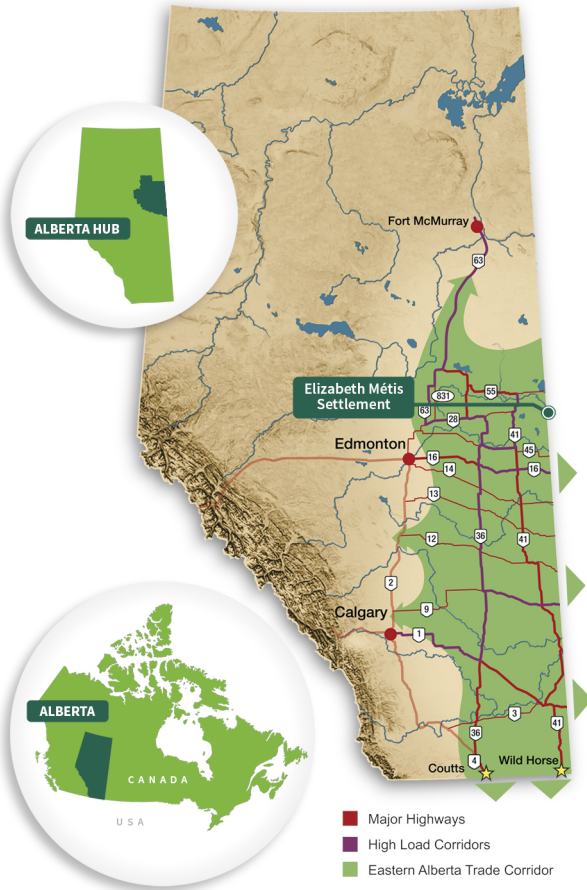 Fort McMurray
63
ALBERTA HUB
Elizabeth Métis
Settlement
831
55
63
28
41
45
Edmonton
16
14
16
13
12
36
41
2
Calgary
9
1
3
41
36
4
Coutts
Wild Horse
ALBERTA
CANADA
USA
Major Highways
High Load Corridors
Eastern Alberta Trade Corridor